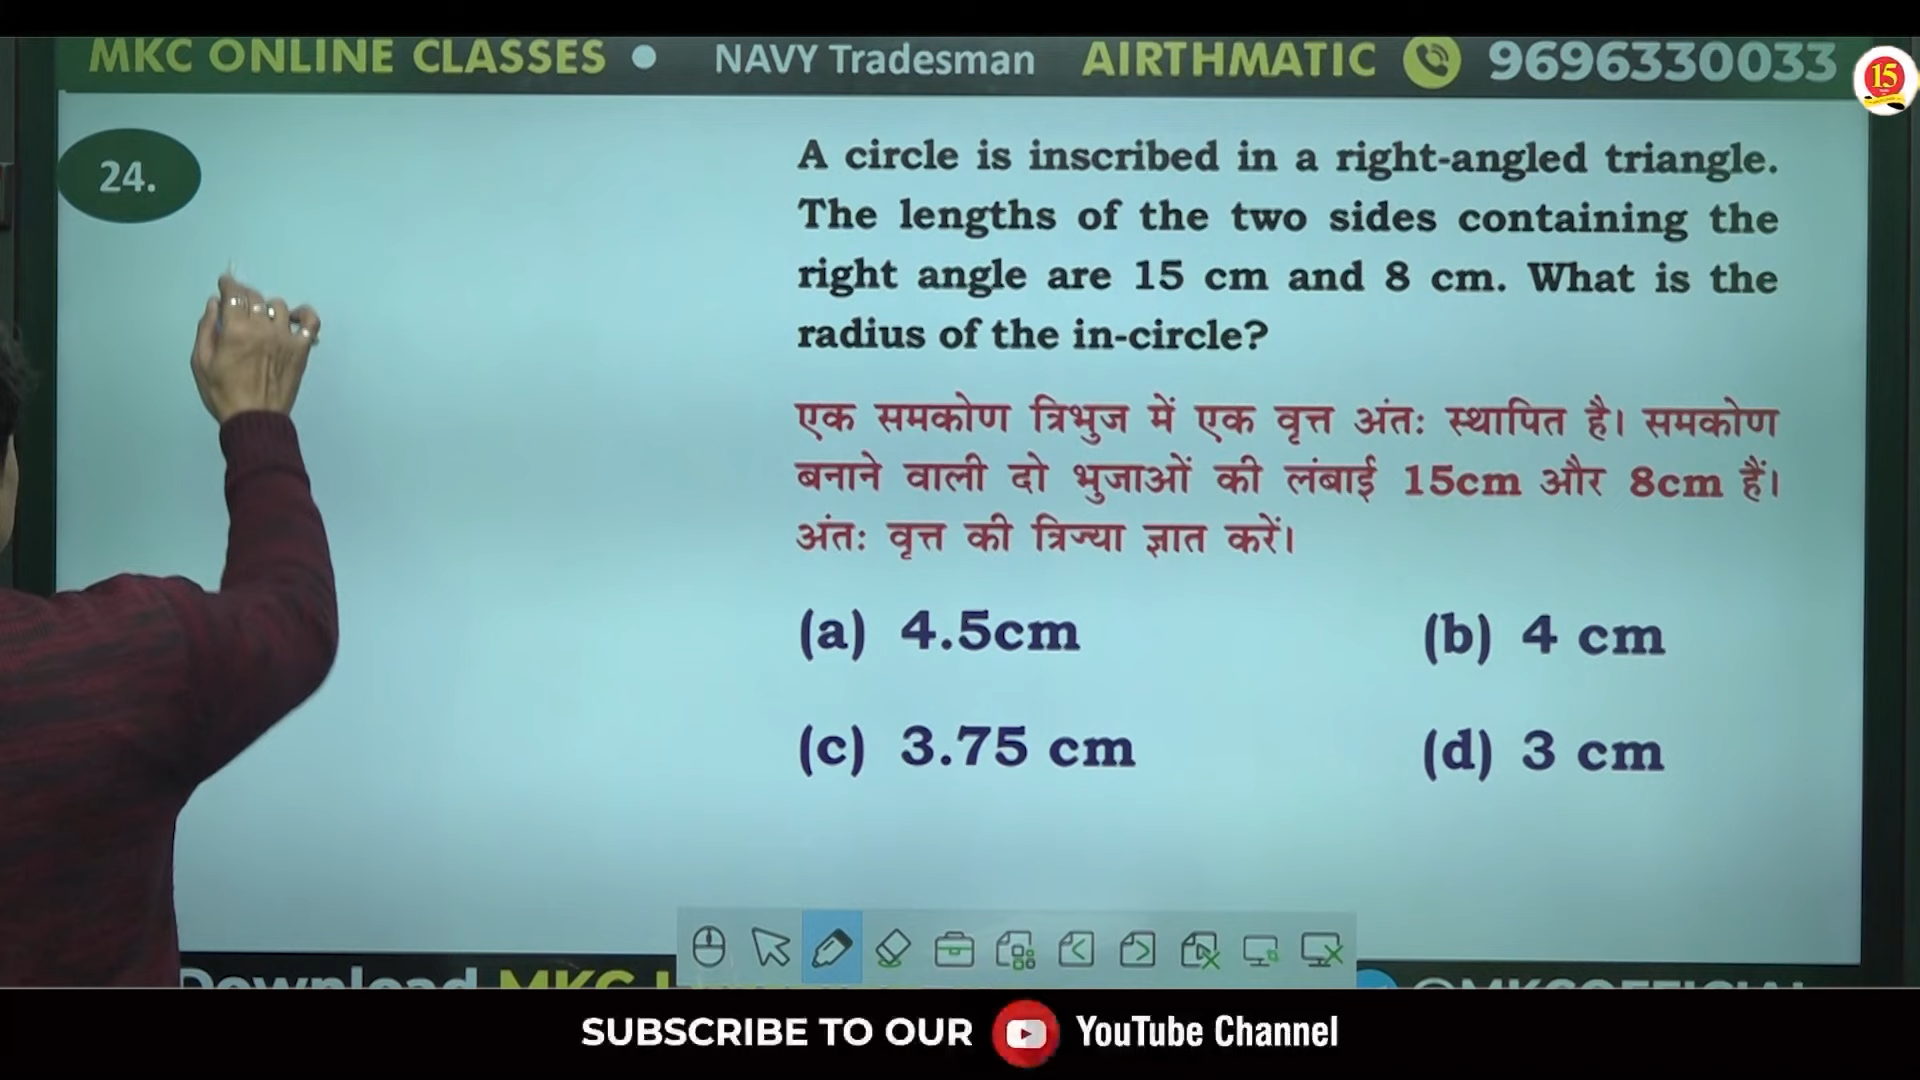 MKC ONLINE CLASSES • NAVY Tradesman AIRTHMATIC 9696330033
15
24.
A circle is inscribed in a right-angled triangle.
The lengths of the two sides containing the
right angle are 15 cm and 8 cm. What is the
radius of the in-circle?
एक समकोण त्रिभुज में एक वृत्त अंतः स्थापित है। समकोण
बनाने वाली दो भुजाओं की लंबाई 15cm और 8cm हैं।
अंतः वृत्त की त्रिज्या ज्ञात करें।
(a) 4.5cm (b) 4 cm
(c) 3.75 cm (d) 3 cm
Download MKC
@MKCOFFICIAL
SUBSCRIBE TO OUR YouTube Channel